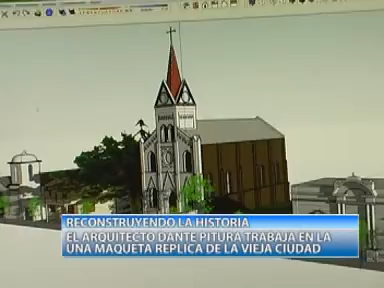 RECONSTRUYENDO LA HISTORIA
EL ARQUITECTO DANTE PITURA TRABAJA EN LA
UNA MAQUETA REPLICA DE LA VIEJA CIUDAD